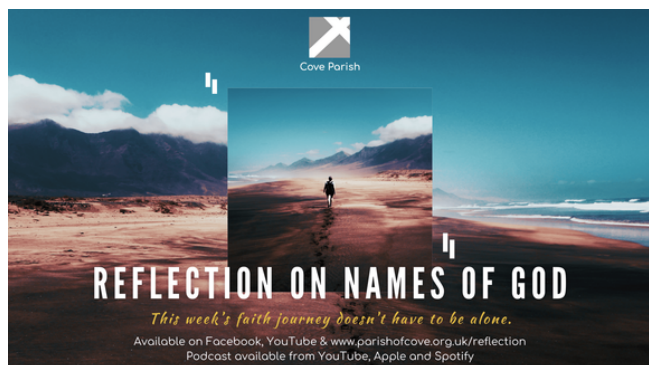 Cove Parish
REFLECTION ON NAMES OF GOD
This week's faith journey doesn't have to be alone.
Available on Facebook, YouTube & www.parishofcove.org.uk/reflection
Podcast available from YouTube, Apple and Spotify